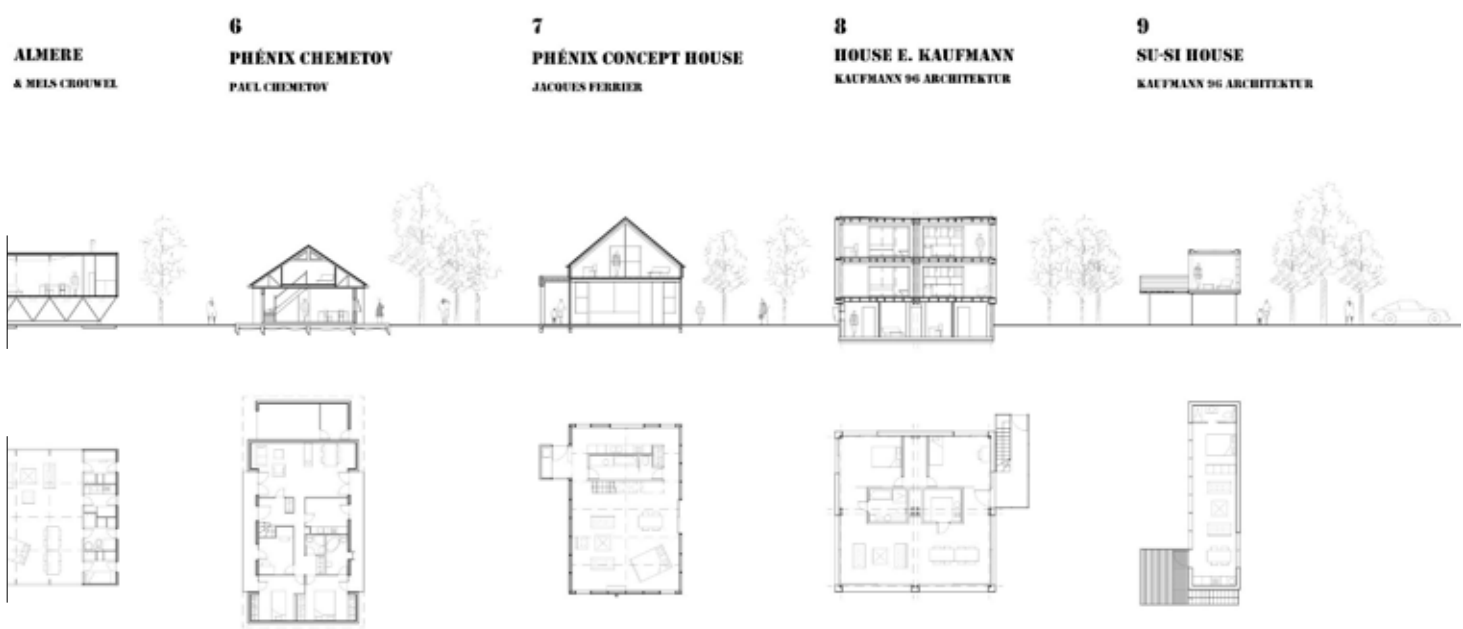 ALMERE
& MELS CROUWEL
6
PHÉNIX CHEMETOV
PAUL CHEMETOV
7
PHÉNIX CONCEPT HOUSE
JACQUES FERRIER
8
HOUSE E. KAUFMANN
KAUFMANN 96 ARCHITEKTUR
9
SU-SI HOUSE
KAUFMANN 96 ARCHITEKTUR